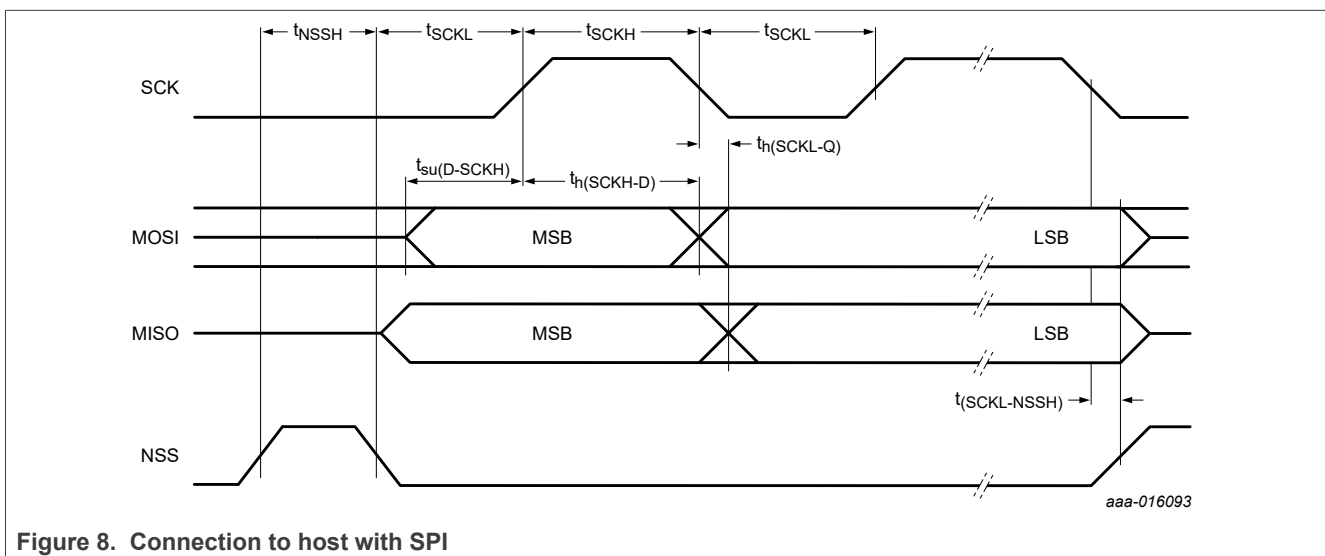 tNSSH tSCKL tSCKH tSCKL
SCK
th(SCKL-Q)
tsu(D-SCKH) th(SCKH-D)
MOSI MSB LSB
MISO MSB LSB
t(SCKL-NSSH)
NSS
aaa-016093
Figure 8. Connection to host with SPI